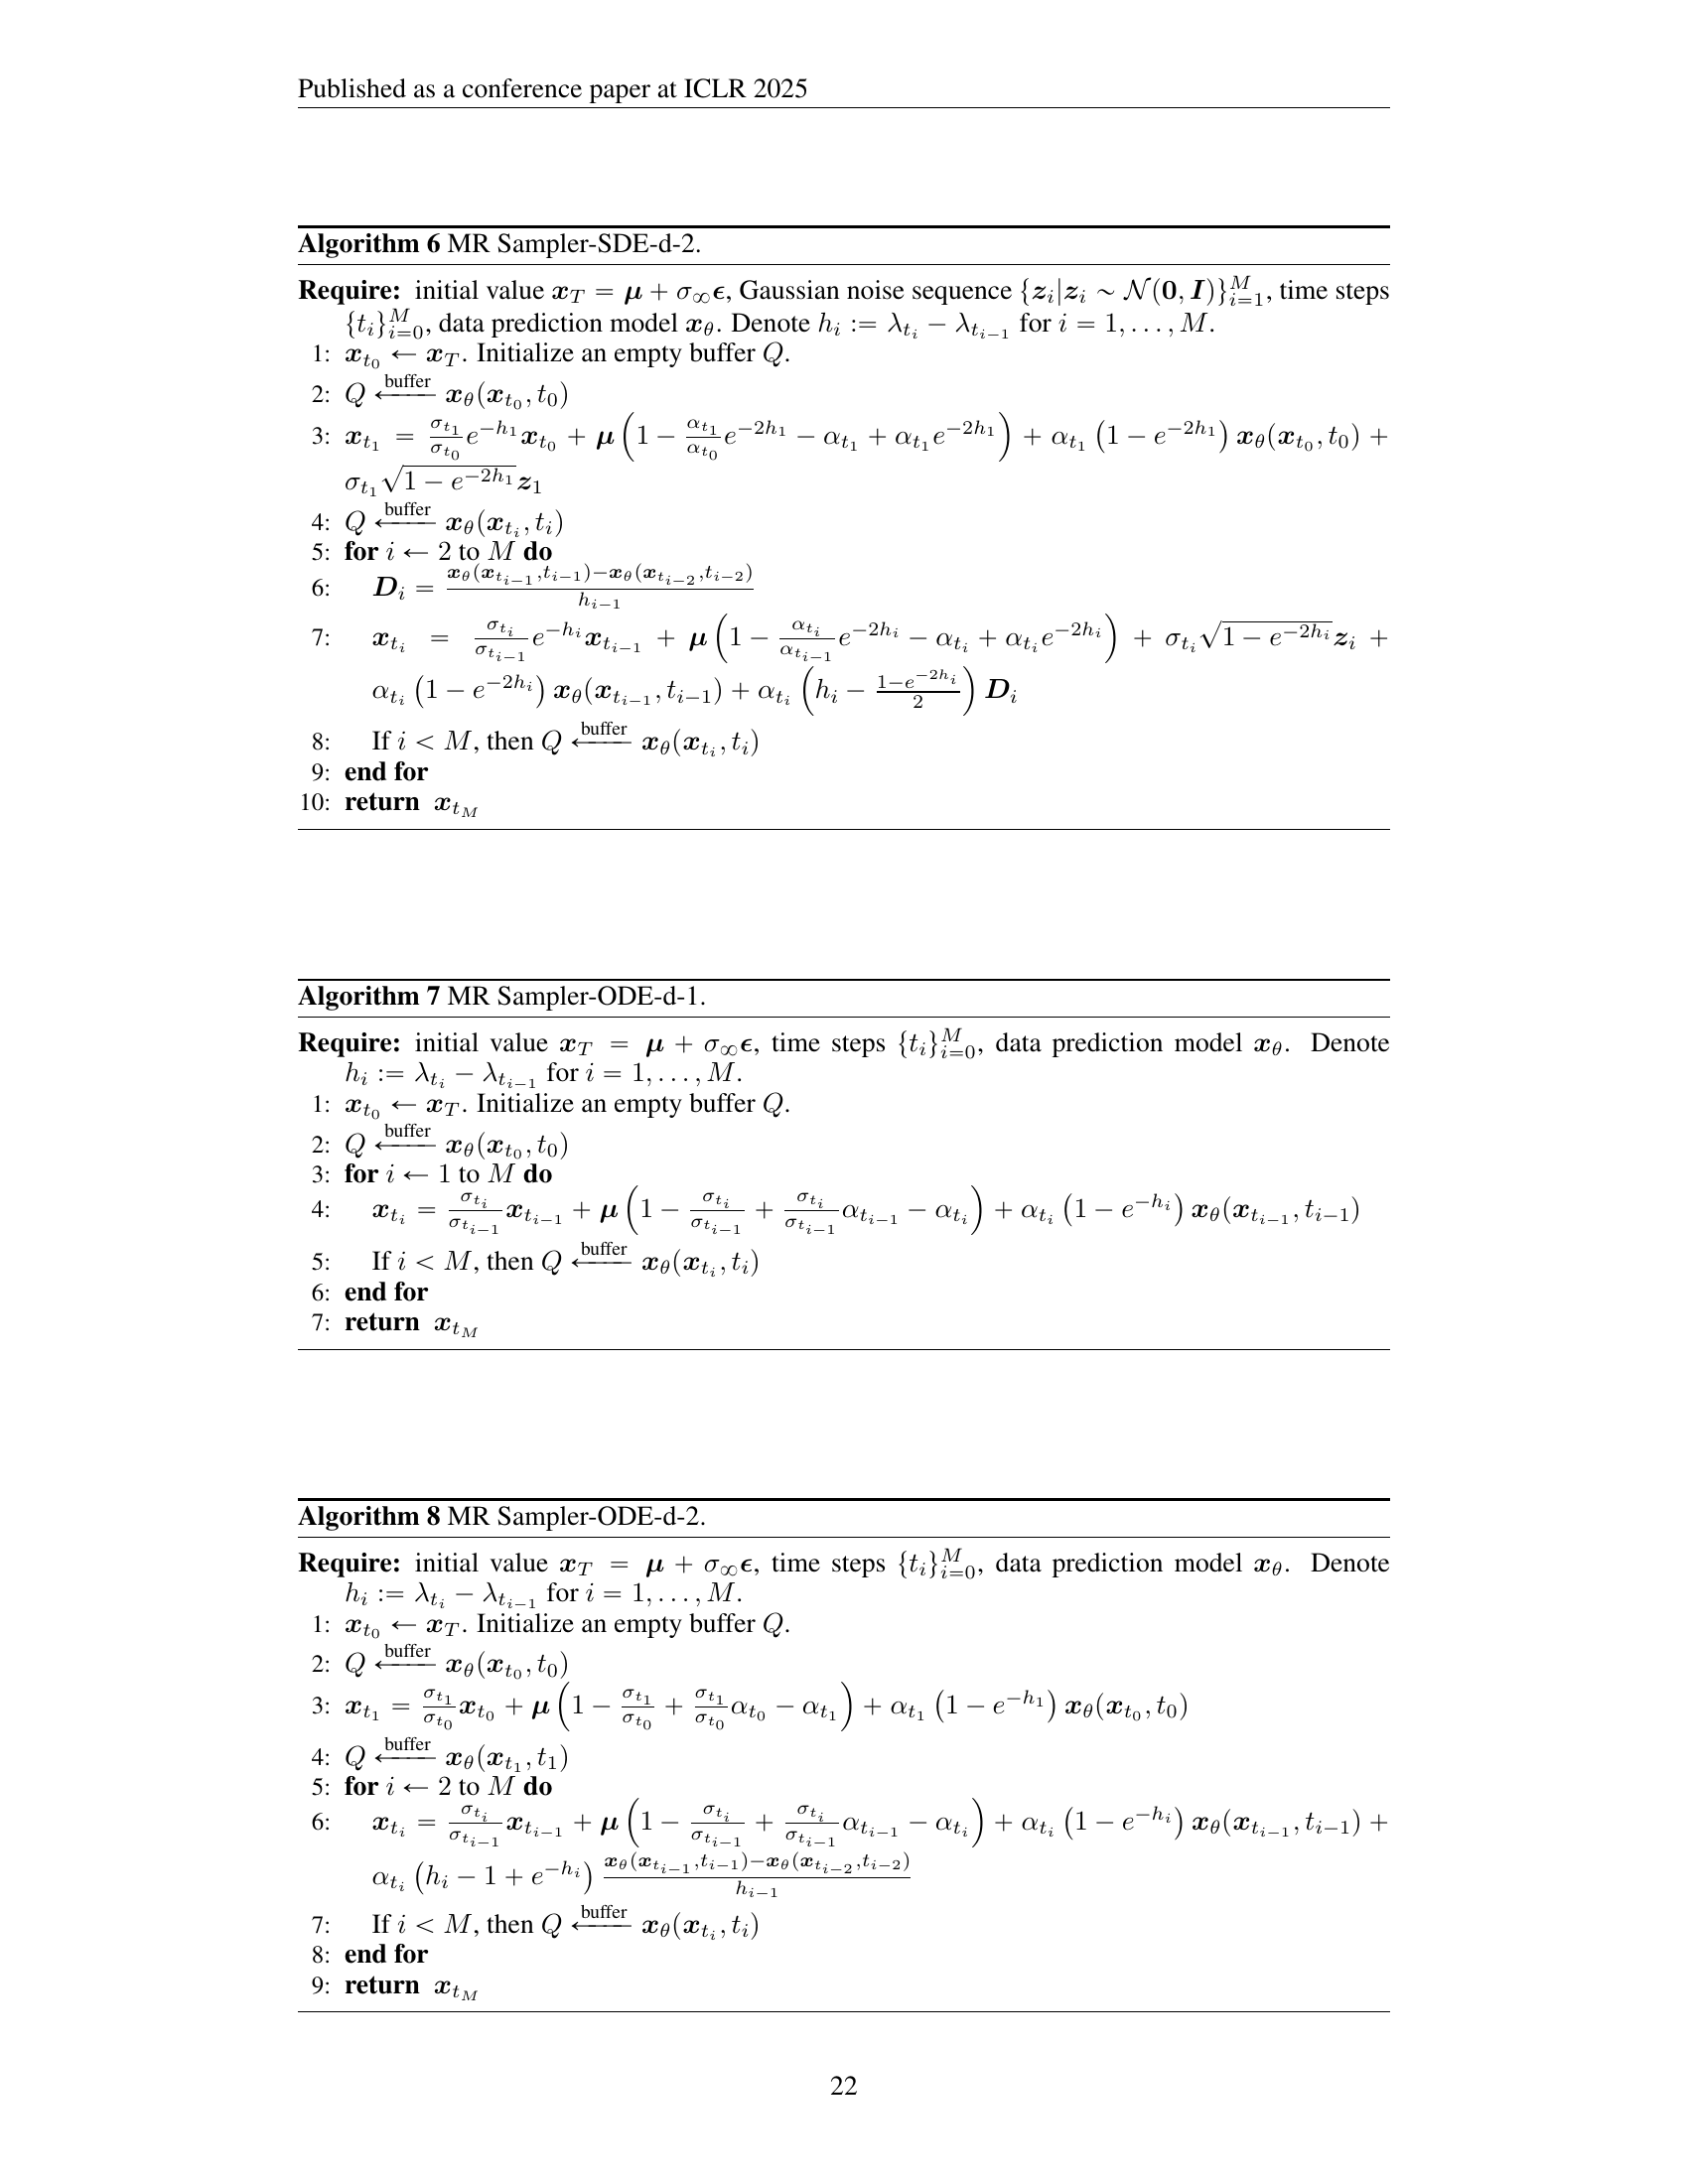 Published as a conference paper at ICLR 2025
Algorithm 6 MR Sampler-SDE-d-2.
Require: initial value $\boldsymbol{x}_T = \boldsymbol{\mu} + \sigma_\infty \boldsymbol{\epsilon}$, Gaussian noise sequence $\{\boldsymbol{z}_i | \boldsymbol{z}_i \sim \mathcal{N}(\boldsymbol{0}, \boldsymbol{I})\}_{i=1}^M$, time steps
$\{t_i\}_{i=0}^M$, data prediction model $\boldsymbol{x}_\theta$. Denote $h_i := \lambda_{t_i} - \lambda_{t_{i-1}}$ for $i = 1, \ldots, M$.
1: $\boldsymbol{x}_{t_0} \leftarrow \boldsymbol{x}_T$. Initialize an empty buffer $Q$.
2: $Q \xleftarrow{\text{buffer}} \boldsymbol{x}_\theta(\boldsymbol{x}_{t_0}, t_0)$
3: $\boldsymbol{x}_{t_1} = \frac{\sigma_{t_1}}{\sigma_{t_0}} e^{-h_1} \boldsymbol{x}_{t_0} + \boldsymbol{\mu} \left(1 - \frac{\alpha_{t_1}}{\alpha_{t_0}} e^{-2h_1} - \alpha_{t_1} + \alpha_{t_1} e^{-2h_1}\right) + \alpha_{t_1} \left(1 - e^{-2h_1}\right) \boldsymbol{x}_\theta(\boldsymbol{x}_{t_0}, t_0) +$
$\sigma_{t_1} \sqrt{1 - e^{-2h_1}} \boldsymbol{z}_1$
4: $Q \xleftarrow{\text{buffer}} \boldsymbol{x}_\theta(\boldsymbol{x}_{t_i}, t_i)$
5: for $i \leftarrow 2$ to $M$ do
6: $\boldsymbol{D}_i = \frac{\boldsymbol{x}_\theta(\boldsymbol{x}_{t_{i-1}}, t_{i-1}) - \boldsymbol{x}_\theta(\boldsymbol{x}_{t_{i-2}}, t_{i-2})}{h_{i-1}}$
7: $\boldsymbol{x}_{t_i} = \frac{\sigma_{t_i}}{\sigma_{t_{i-1}}} e^{-h_i} \boldsymbol{x}_{t_{i-1}} + \boldsymbol{\mu} \left(1 - \frac{\alpha_{t_i}}{\alpha_{t_{i-1}}} e^{-2h_i} - \alpha_{t_i} + \alpha_{t_i} e^{-2h_i}\right) + \sigma_{t_i} \sqrt{1 - e^{-2h_i}} \boldsymbol{z}_i +$
$\alpha_{t_i} \left(1 - e^{-2h_i}\right) \boldsymbol{x}_\theta(\boldsymbol{x}_{t_{i-1}}, t_{i-1}) + \alpha_{t_i} \left(h_i - \frac{1 - e^{-2h_i}}{2}\right) \boldsymbol{D}_i$
8: If $i < M$, then $Q \xleftarrow{\text{buffer}} \boldsymbol{x}_\theta(\boldsymbol{x}_{t_i}, t_i)$
9: end for
10: return $\boldsymbol{x}_{t_M}$
Algorithm 7 MR Sampler-ODE-d-1.
Require: initial value $\boldsymbol{x}_T = \boldsymbol{\mu} + \sigma_\infty \boldsymbol{\epsilon}$, time steps $\{t_i\}_{i=0}^M$, data prediction model $\boldsymbol{x}_\theta$. Denote
$h_i := \lambda_{t_i} - \lambda_{t_{i-1}}$ for $i = 1, \ldots, M$.
1: $\boldsymbol{x}_{t_0} \leftarrow \boldsymbol{x}_T$. Initialize an empty buffer $Q$.
2: $Q \xleftarrow{\text{buffer}} \boldsymbol{x}_\theta(\boldsymbol{x}_{t_0}, t_0)$
3: for $i \leftarrow 1$ to $M$ do
4: $\boldsymbol{x}_{t_i} = \frac{\sigma_{t_i}}{\sigma_{t_{i-1}}} \boldsymbol{x}_{t_{i-1}} + \boldsymbol{\mu} \left(1 - \frac{\sigma_{t_i}}{\sigma_{t_{i-1}}} + \frac{\sigma_{t_i}}{\sigma_{t_{i-1}}} \alpha_{t_{i-1}} - \alpha_{t_i}\right) + \alpha_{t_i} \left(1 - e^{-h_i}\right) \boldsymbol{x}_\theta(\boldsymbol{x}_{t_{i-1}}, t_{i-1})$
5: If $i < M$, then $Q \xleftarrow{\text{buffer}} \boldsymbol{x}_\theta(\boldsymbol{x}_{t_i}, t_i)$
6: end for
7: return $\boldsymbol{x}_{t_M}$
Algorithm 8 MR Sampler-ODE-d-2.
Require: initial value $\boldsymbol{x}_T = \boldsymbol{\mu} + \sigma_\infty \boldsymbol{\epsilon}$, time steps $\{t_i\}_{i=0}^M$, data prediction model $\boldsymbol{x}_\theta$. Denote
$h_i := \lambda_{t_i} - \lambda_{t_{i-1}}$ for $i = 1, \ldots, M$.
1: $\boldsymbol{x}_{t_0} \leftarrow \boldsymbol{x}_T$. Initialize an empty buffer $Q$.
2: $Q \xleftarrow{\text{buffer}} \boldsymbol{x}_\theta(\boldsymbol{x}_{t_0}, t_0)$
3: $\boldsymbol{x}_{t_1} = \frac{\sigma_{t_1}}{\sigma_{t_0}} \boldsymbol{x}_{t_0} + \boldsymbol{\mu} \left(1 - \frac{\sigma_{t_1}}{\sigma_{t_0}} + \frac{\sigma_{t_1}}{\sigma_{t_0}} \alpha_{t_0} - \alpha_{t_1}\right) + \alpha_{t_1} \left(1 - e^{-h_1}\right) \boldsymbol{x}_\theta(\boldsymbol{x}_{t_0}, t_0)$
4: $Q \xleftarrow{\text{buffer}} \boldsymbol{x}_\theta(\boldsymbol{x}_{t_1}, t_1)$
5: for $i \leftarrow 2$ to $M$ do
6: $\boldsymbol{x}_{t_i} = \frac{\sigma_{t_i}}{\sigma_{t_{i-1}}} \boldsymbol{x}_{t_{i-1}} + \boldsymbol{\mu} \left(1 - \frac{\sigma_{t_i}}{\sigma_{t_{i-1}}} + \frac{\sigma_{t_i}}{\sigma_{t_{i-1}}} \alpha_{t_{i-1}} - \alpha_{t_i}\right) + \alpha_{t_i} \left(1 - e^{-h_i}\right) \boldsymbol{x}_\theta(\boldsymbol{x}_{t_{i-1}}, t_{i-1}) +$
$\alpha_{t_i} \left(h_i - 1 + e^{-h_i}\right) \frac{\boldsymbol{x}_\theta(\boldsymbol{x}_{t_{i-1}}, t_{i-1}) - \boldsymbol{x}_\theta(\boldsymbol{x}_{t_{i-2}}, t_{i-2})}{h_{i-1}}$
7: If $i < M$, then $Q \xleftarrow{\text{buffer}} \boldsymbol{x}_\theta(\boldsymbol{x}_{t_i}, t_i)$
8: end for
9: return $\boldsymbol{x}_{t_M}$
22